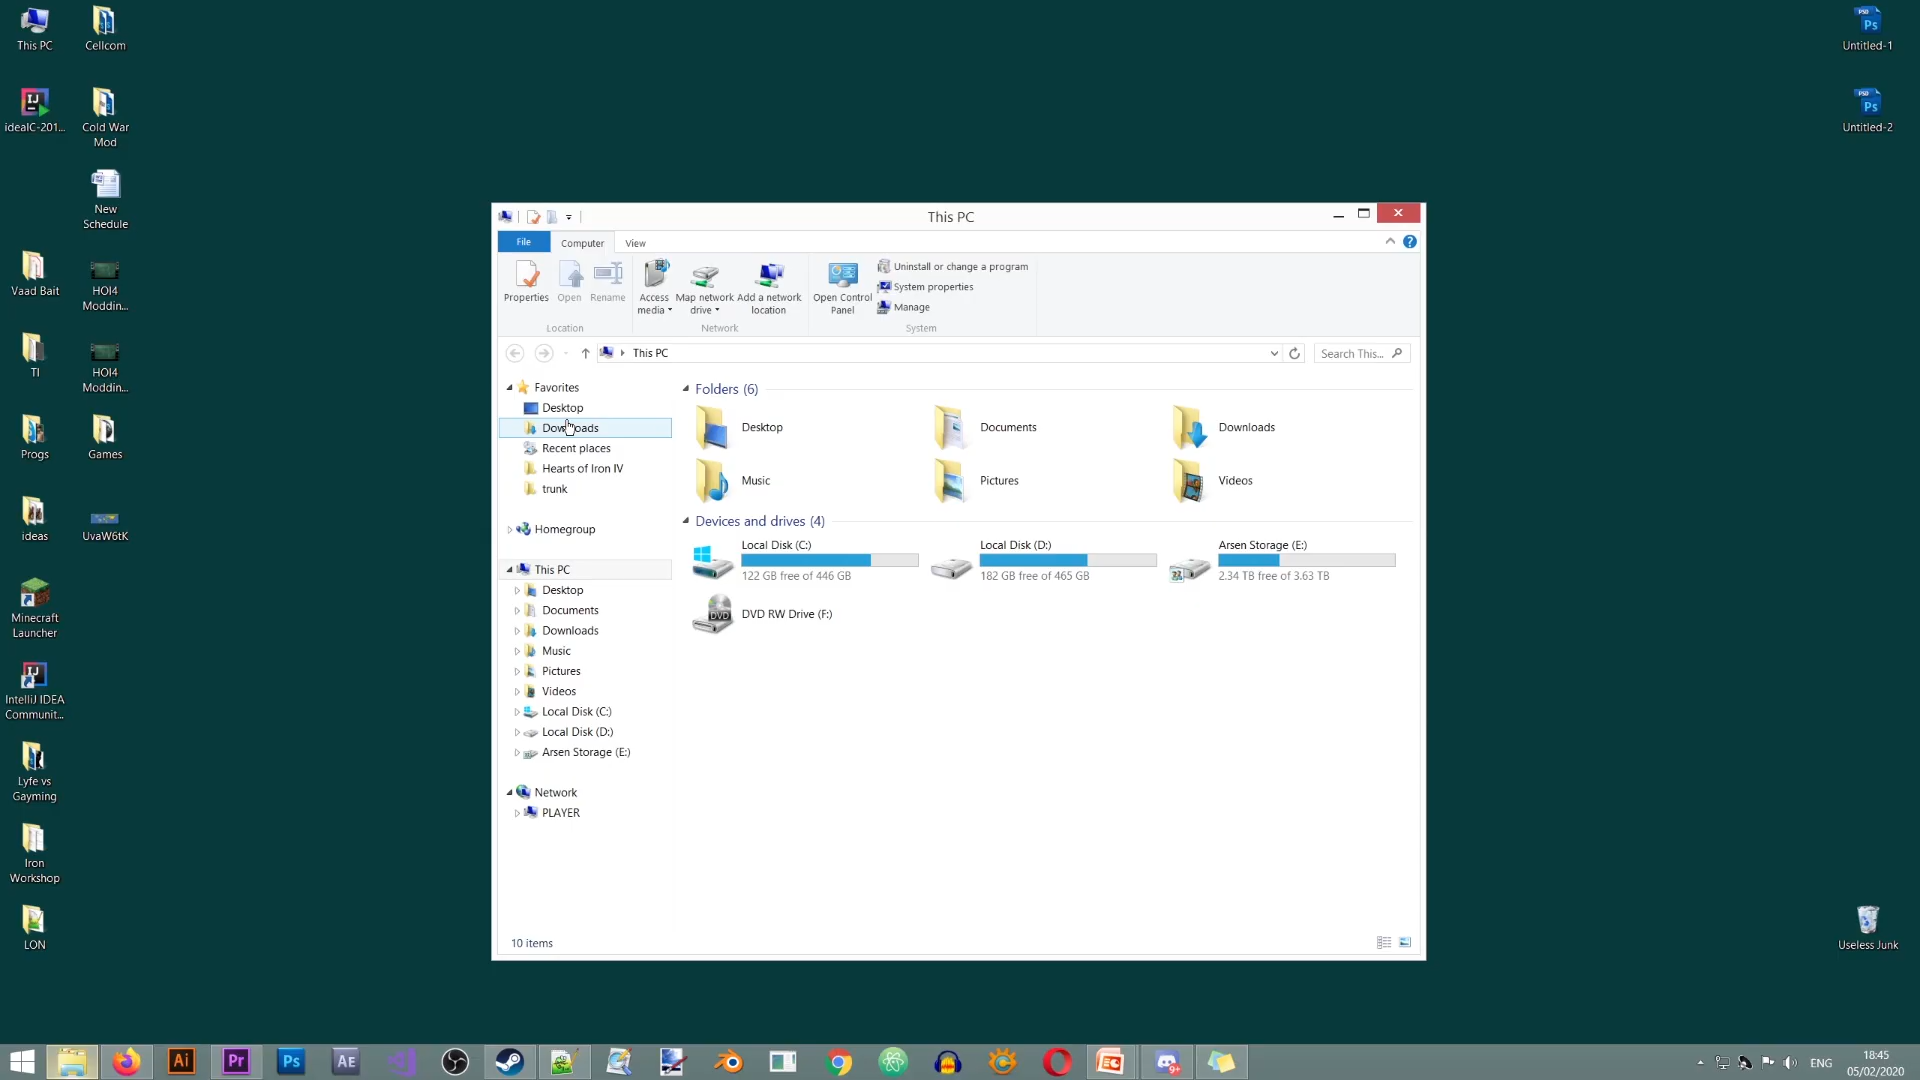 This PC
Cellcom
Untitled-1
ideaIC-201...
Cold War
Mod
Untitled-2
New
Schedule
Vaad Bait
HOI4
Moddin...
TI
HOI4
Moddin...
Progs
Games
ideas
UvaW6tK
Minecraft
Launcher
IntelliJ IDEA
Communit...
Lyfe vs
Gayming
Iron
Workshop
LON
Useless Junk
This PC
File
Computer
View
Properties
Open
Rename
Access
media
Map network
drive
Add a network
location
Open Control
Panel
Uninstall or change a program
System properties
Manage
Location
Network
System
This PC
Search This...
Favorites
Desktop
Downloads
Recent places
Hearts of Iron IV
trunk
Homegroup
This PC
Desktop
Documents
Downloads
Music
Pictures
Videos
Local Disk (C:)
Local Disk (D:)
Arsen Storage (E:)
Network
PLAYER
Folders (6)
Desktop
Documents
Downloads
Music
Pictures
Videos
Devices and drives (4)
Local Disk (C:)
122 GB free of 446 GB
Local Disk (D:)
182 GB free of 465 GB
Arsen Storage (E:)
2.34 TB free of 3.63 TB
DVD
DVD RW Drive (F:)
10 items
Ai
Pr
Ps
AE
9+
ENG
18:45
05/02/2020